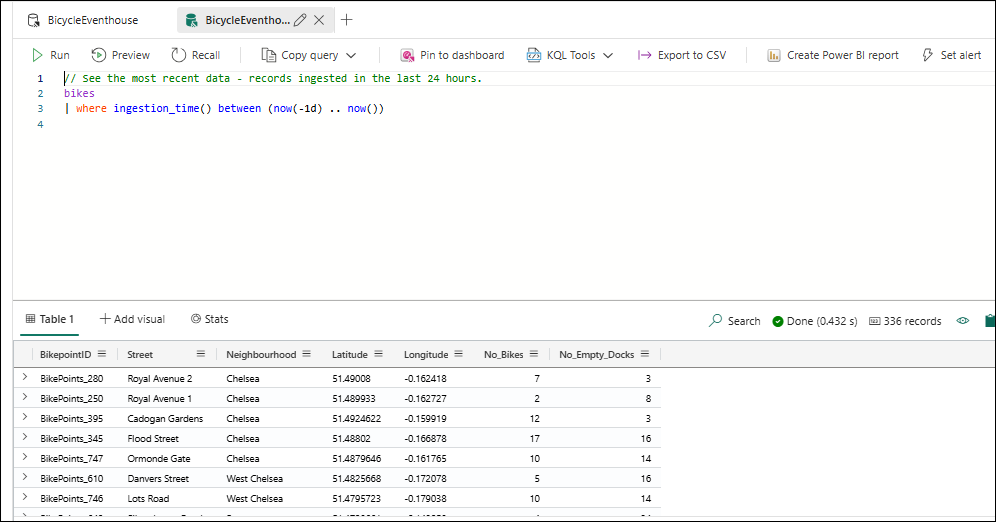 BicycleEventhouse BicycleEventho...
Run Preview Recall Copy query Pin to dashboard KQL Tools Export to CSV Create Power BI report Set alert
1 // See the most recent data - records ingested in the last 24 hours.
2 bikes
3 | where ingestion_time() between (now(-1d) .. now())
4
Table 1 Add visual Stats Search Done (0.432 s) 336 records
BikepointID Street Neighbourhood Latitude Longitude No_Bikes No_Empty_Docks
BikePoints_280 Royal Avenue 2 Chelsea 51.49008 -0.162418 7 3
BikePoints_250 Royal Avenue 1 Chelsea 51.489933 -0.162727 2 8
BikePoints_395 Cadogan Gardens Chelsea 51.4924622 -0.159919 12 3
BikePoints_345 Flood Street Chelsea 51.48802 -0.166878 17 16
BikePoints_747 Ormonde Gate Chelsea 51.4879646 -0.161765 10 14
BikePoints_610 Danvers Street West Chelsea 51.4825668 -0.172078 5 16
BikePoints_746 Lots Road West Chelsea 51.4795723 -0.179038 10 14